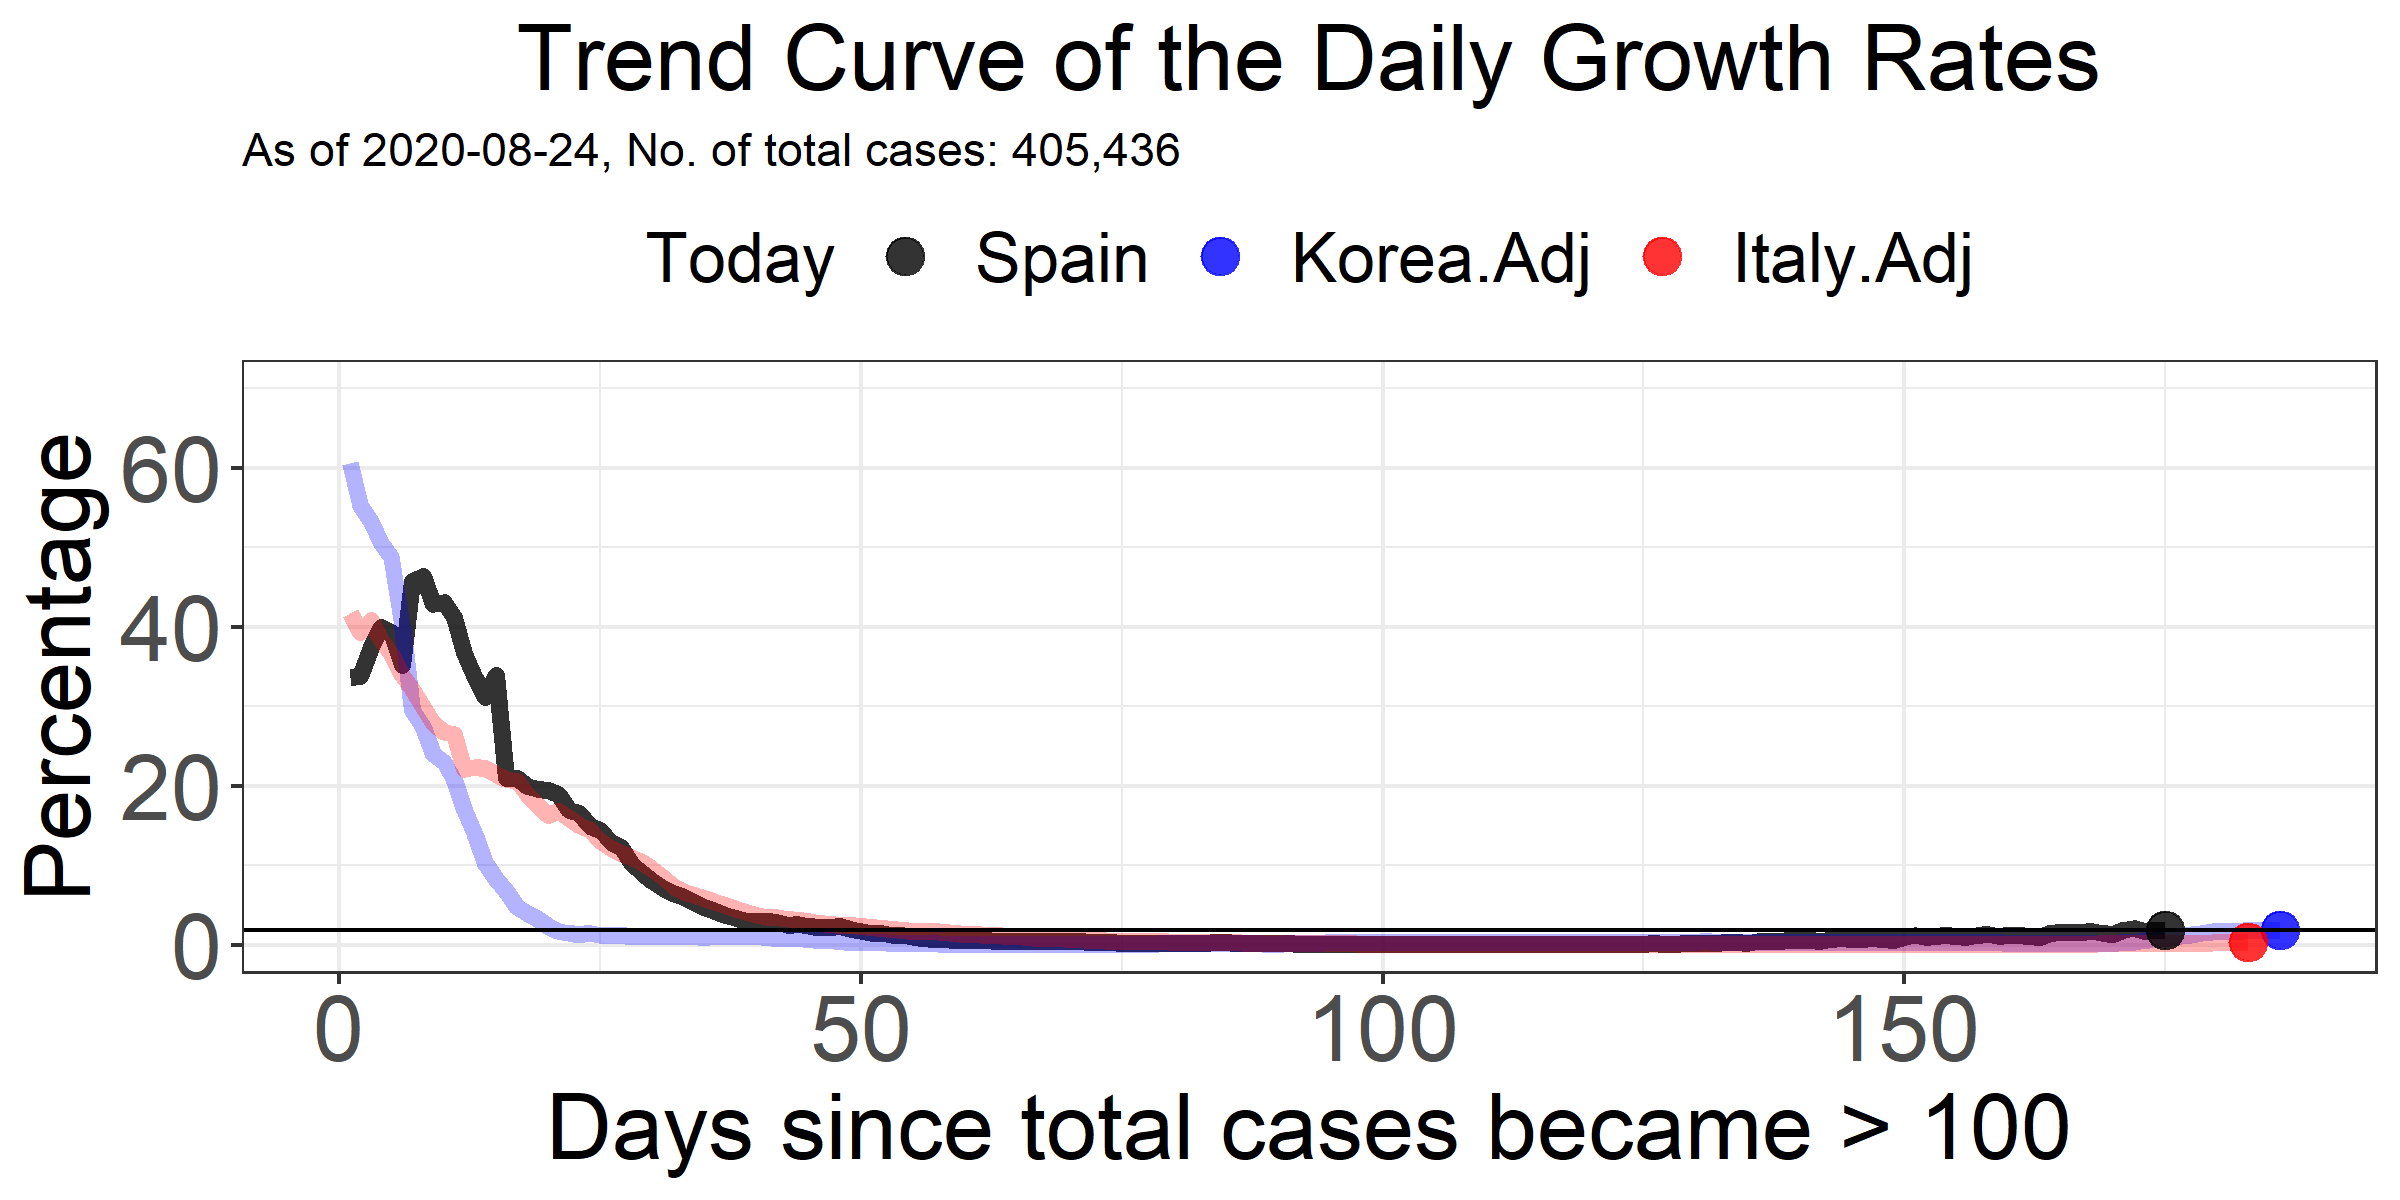 Trend Curve of the Daily Growth Rates
As of 2020-08-24, No. of total cases: 405,436
Today Spain Korea.Adj Italy.Adj
Percentage
60
40
20
0
0 50 100 150
Days since total cases became > 100